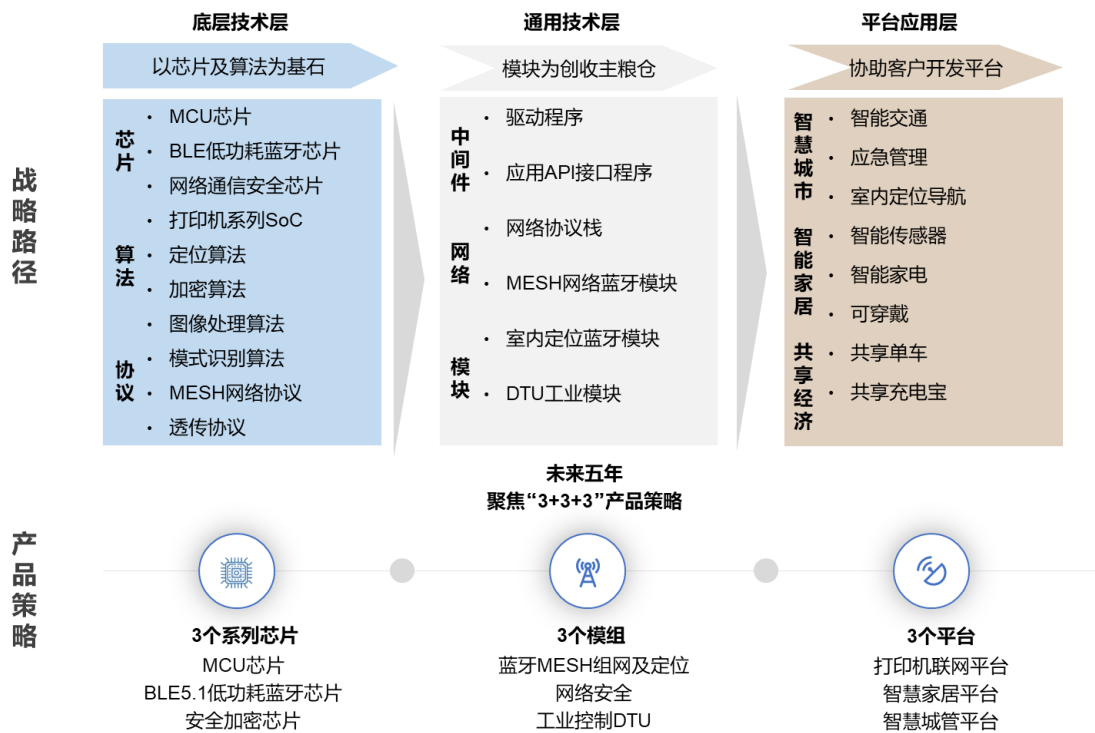 战略路径
底层技术层
以芯片及算法为基石
芯片
算法
协议
• MCU芯片
• BLE低功耗蓝牙芯片
• 网络通信安全芯片
• 打印机系列SoC
• 定位算法
• 加密算法
• 图像处理算法
• 模式识别算法
• MESH网络协议
• 透传协议
通用技术层
模块为创收主粮仓
中间件
网络
模块
• 驱动程序
• 应用API接口程序
• 网络协议栈
• MESH网络蓝牙模块
• 室内定位蓝牙模块
• DTU工业模块
平台应用层
协助客户开发平台
智慧城市
智能家居
共享经济
• 智能交通
• 应急管理
• 室内定位导航
• 智能传感器
• 智能家电
• 可穿戴
• 共享单车
• 共享充电宝
产品策略
未来五年
聚焦“3+3+3”产品策略
3个系列芯片
MCU芯片
BLE5.1低功耗蓝牙芯片
安全加密芯片
3个模组
蓝牙MESH组网及定位
网络安全
工业控制DTU
3个平台
打印机联网平台
智慧家居平台
智慧城管平台